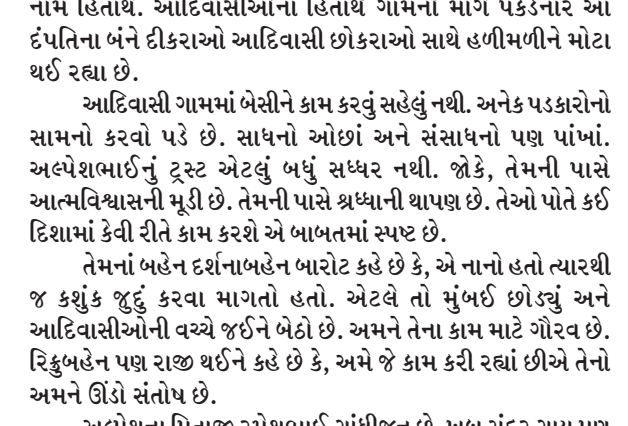 નામ હિતાર્થ. આદિવાસીઓના હિતાર્થે ગામનો માર્ગ પકડનાર આ
દંપતિના બંને દીકરાઓ આદિવાસી છોકરાઓ સાથે હળીમળીને મોટા
થઈ રહ્યા છે.
આદિવાસી ગામમાં બેસીને કામ કરવું સહેલું નથી. અનેક પડકારોનો
સામનો કરવો પડે છે. સાધનો ઓછાં અને સંસાધનો પણ પાંખાં.
અલ્પેશભાઈનું ટ્રસ્ટ એટલું બધું સધ્ધર નથી. જોકે, તેમની પાસે
આત્મવિશ્વાસની મૂડી છે. તેમની પાસે શ્રધ્ધાની થાપણ છે. તેઓ પોતે કઈ
દિશામાં કેવી રીતે કામ કરશે એ બાબતમાં સ્પષ્ટ છે.
તેમનાં બહેન દર્શનાબહેન બારોટ કહે છે કે, એ નાનો હતો ત્યારથી
જ કશુંક જુદું કરવા માગતો હતો. એટલે તો મુંબઈ છોડ્યું અને
આદિવાસીઓની વચ્ચે જઈને બેઠો છે. અમને તેના કામ માટે ગૌરવ છે.
રિંકુબહેન પણ રાજી થઈને કહે છે કે, અમે જે કામ કરી રહ્યાં છીએ તેનો
અમને ઊંડો સંતોષ છે.